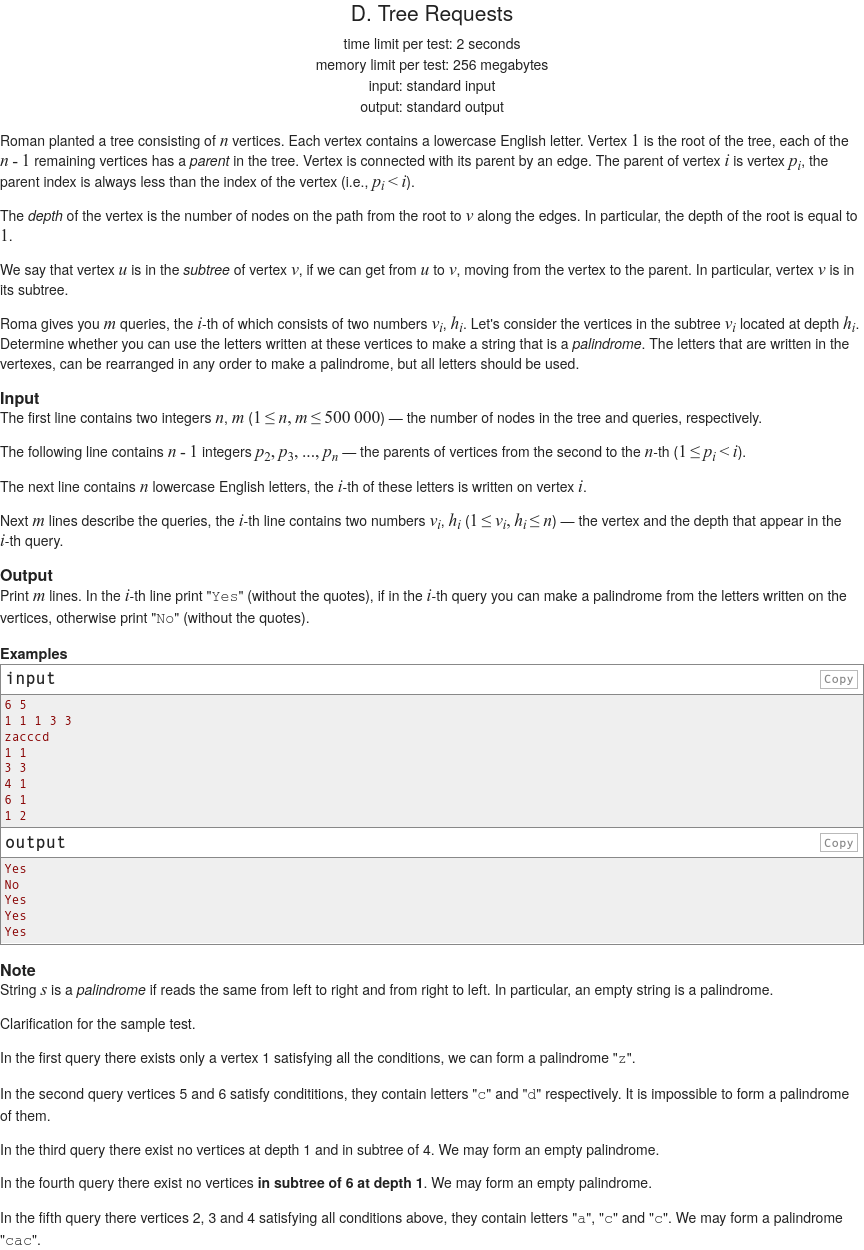 D. Tree Requests
time limit per test: 2 seconds
memory limit per test: 256 megabytes
input: standard input
output: standard output
Roman planted a tree consisting of n vertices. Each vertex contains a lowercase English letter. Vertex 1 is the root of the tree, each of the
n - 1 remaining vertices has a parent in the tree. Vertex is connected with its parent by an edge. The parent of vertex i is vertex pi, the
parent index is always less than the index of the vertex (i.e., pi < i).
The depth of the vertex is the number of nodes on the path from the root to v along the edges. In particular, the depth of the root is equal to
1.
We say that vertex u is in the subtree of vertex v, if we can get from u to v, moving from the vertex to the parent. In particular, vertex v is in
its subtree.
Roma gives you m queries, the i-th of which consists of two numbers vi, hi. Let's consider the vertices in the subtree vi located at depth hi.
Determine whether you can use the letters written at these vertices to make a string that is a palindrome. The letters that are written in the
vertexes, can be rearranged in any order to make a palindrome, but all letters should be used.
Input
The first line contains two integers n, m (1 ≤ n, m ≤ 500 000) — the number of nodes in the tree and queries, respectively.
The following line contains n - 1 integers p2, p3, ..., pn — the parents of vertices from the second to the n-th (1 ≤ pi < i).
The next line contains n lowercase English letters, the i-th of these letters is written on vertex i.
Next m lines describe the queries, the i-th line contains two numbers vi, hi (1 ≤ vi, hi ≤ n) — the vertex and the depth that appear in the
i-th query.
Output
Print m lines. In the i-th line print "Yes" (without the quotes), if in the i-th query you can make a palindrome from the letters written on the
vertices, otherwise print "No" (without the quotes).
Examples
input Copy
6 5
1 1 1 3 3
zacccd
1 1
3 3
4 1
6 1
1 2
output Copy
Yes
No
Yes
Yes
Yes
Note
String s is a palindrome if reads the same from left to right and from right to left. In particular, an empty string is a palindrome.
Clarification for the sample test.
In the first query there exists only a vertex 1 satisfying all the conditions, we can form a palindrome "z".
In the second query vertices 5 and 6 satisfy condititions, they contain letters "c" and "d" respectively. It is impossible to form a palindrome
of them.
In the third query there exist no vertices at depth 1 and in subtree of 4. We may form an empty palindrome.
In the fourth query there exist no vertices in subtree of 6 at depth 1. We may form an empty palindrome.
In the fifth query there vertices 2, 3 and 4 satisfying all conditions above, they contain letters "a", "c" and "c". We may form a palindrome
"cac".